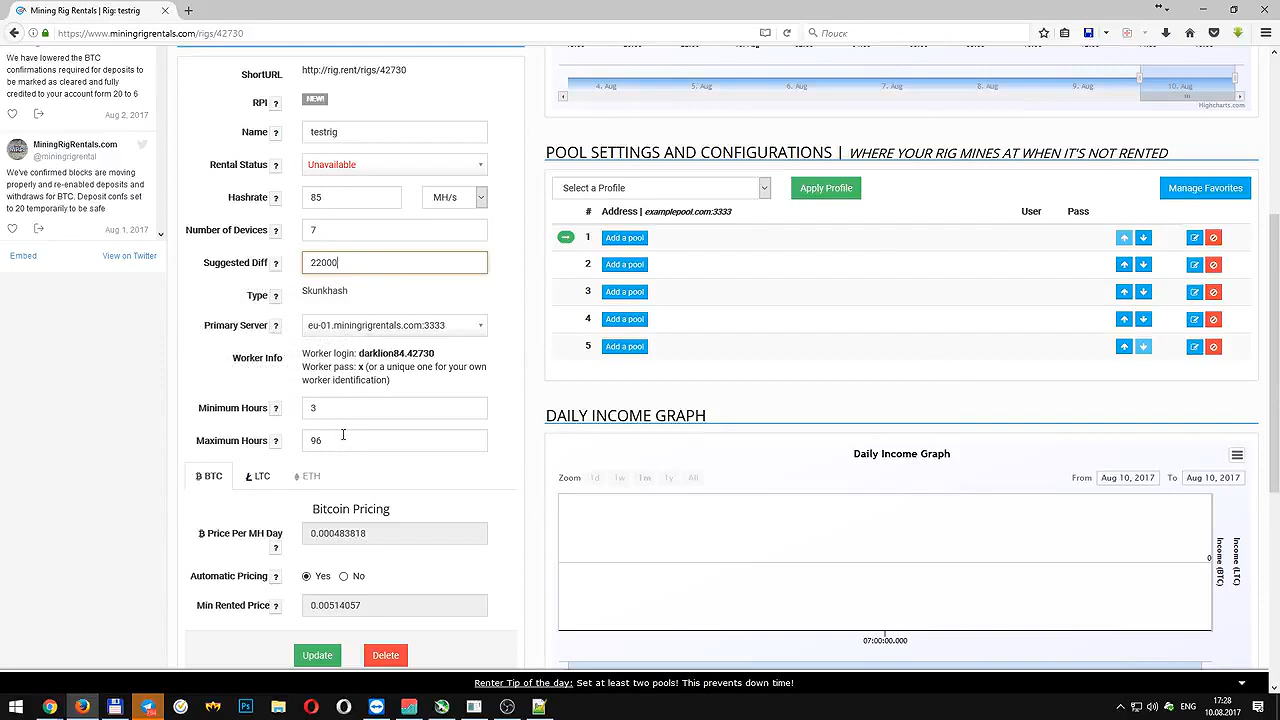 Mining Rig Rentals | Rig: testrig
https://www.miningrigrentals.com/rigs/42730
Поиск
We have lowered the BTC
confirmations required for deposits to
be marked as cleared and fully
credited to your account form 20 to 6
Aug 2, 2017
MiningRigRentals.com
@miningrigrental
We've confirmed blocks are moving
properly and re-enabled deposits and
withdraws for BTC. Deposit confs set
to 20 temporarily to be safe
Aug 1, 2017
Embed
View on Twitter
ShortURL
http://rig.rent/rigs/42730
RPI ?
NEW!
Name ?
testrig
Rental Status ?
Unavailable
Hashrate ?
85
MH/s
Number of Devices ?
7
Suggested Diff ?
22000
Type ?
Skunkhash
Primary Server ?
eu-01.miningrigrentals.com:3333
Worker Info
Worker login: darklion84.42730
Worker pass: x (or a unique one for your own
worker identification)
Minimum Hours ?
3
Maximum Hours ?
96
BTC
LTC
ETH
Bitcoin Pricing
Price Per MH Day
?
0.000483818
Automatic Pricing ?
Yes
No
Min Rented Price ?
0.00514057
Update
Delete
4. Aug
5. Aug
6. Aug
7. Aug
8. Aug
9. Aug
10. Aug
Highcharts.com
POOL SETTINGS AND CONFIGURATIONS | WHERE YOUR RIG MINES AT WHEN IT'S NOT RENTED
Select a Profile
Apply Profile
Manage Favorites
# Address | examplepool.com:3333
User
Pass
1 Add a pool
2 Add a pool
3 Add a pool
4 Add a pool
5 Add a pool
DAILY INCOME GRAPH
Daily Income Graph
Zoom 1d 1w 1m 1y All
From Aug 10, 2017 To Aug 10, 2017
0
Income (BTC)
Income (LTC)
07:00:00.000
Renter Tip of the day: Set at least two pools! This prevents down time!
ENG
17:28
10.08.2017